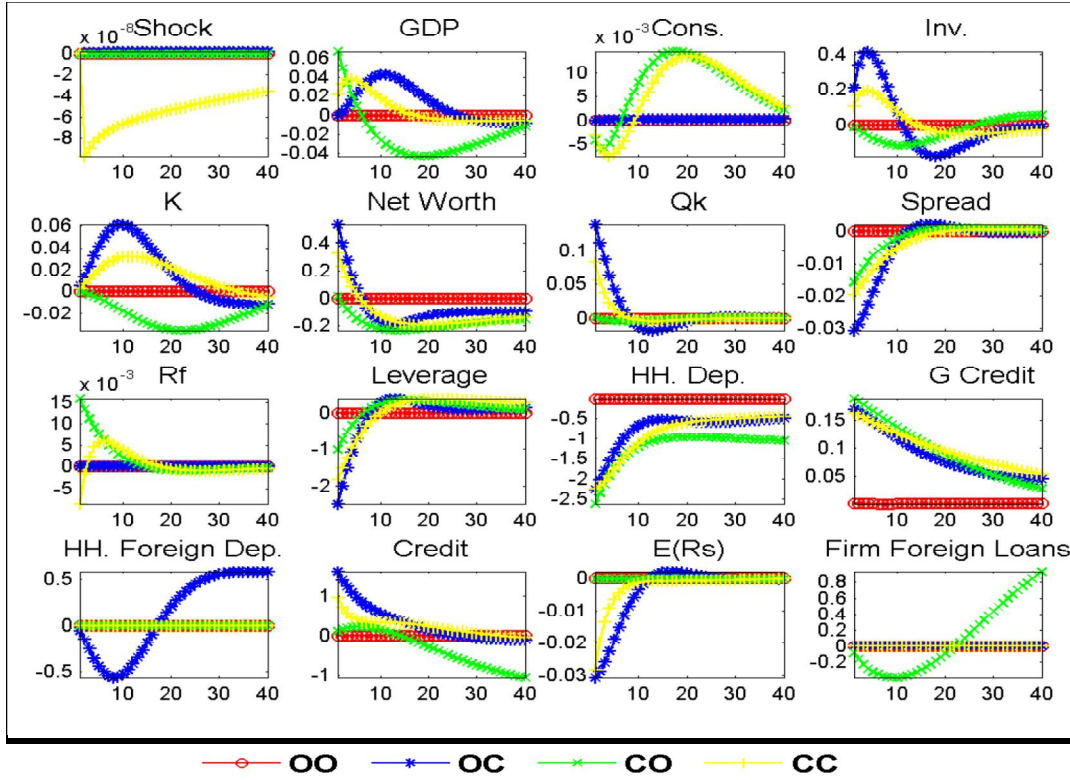 x 10⁻⁸ Shock GDP x 10⁻³ Cons. Inv.
0 -2 -4 -6 -8 10 20 30 40
0.06 0.04 0.02 0 -0.02 -0.04 10 20 30 40
10 5 0 -5 10 20 30 40
0.4 0.2 0 -0.1 10 20 30 40
K Net Worth Qk Spread
0.06 0.04 0.02 0 -0.02 10 20 30 40
0.4 0.2 0 -0.2 10 20 30 40
0.1 0.05 0 10 20 30 40
0 -0.01 -0.02 -0.03 10 20 30 40
x 10⁻³ Rf Leverage HH. Dep. G Credit
15 10 5 0 -5 10 20 30 40
0 -1 -2 10 20 30 40
-0.5 -1 -1.5 -2 -2.5 10 20 30 40
0.15 0.1 0.05 10 20 30 40
HH. Foreign Dep. Credit E(Rs) Firm Foreign Loans
0.5 0 -0.5 10 20 30 40
1 0 -1 10 20 30 40
0 -0.01 -0.02 -0.03 10 20 30 40
0.8 0.6 0.4 0.2 0 -0.2 10 20 30 40
OO OC CO CC